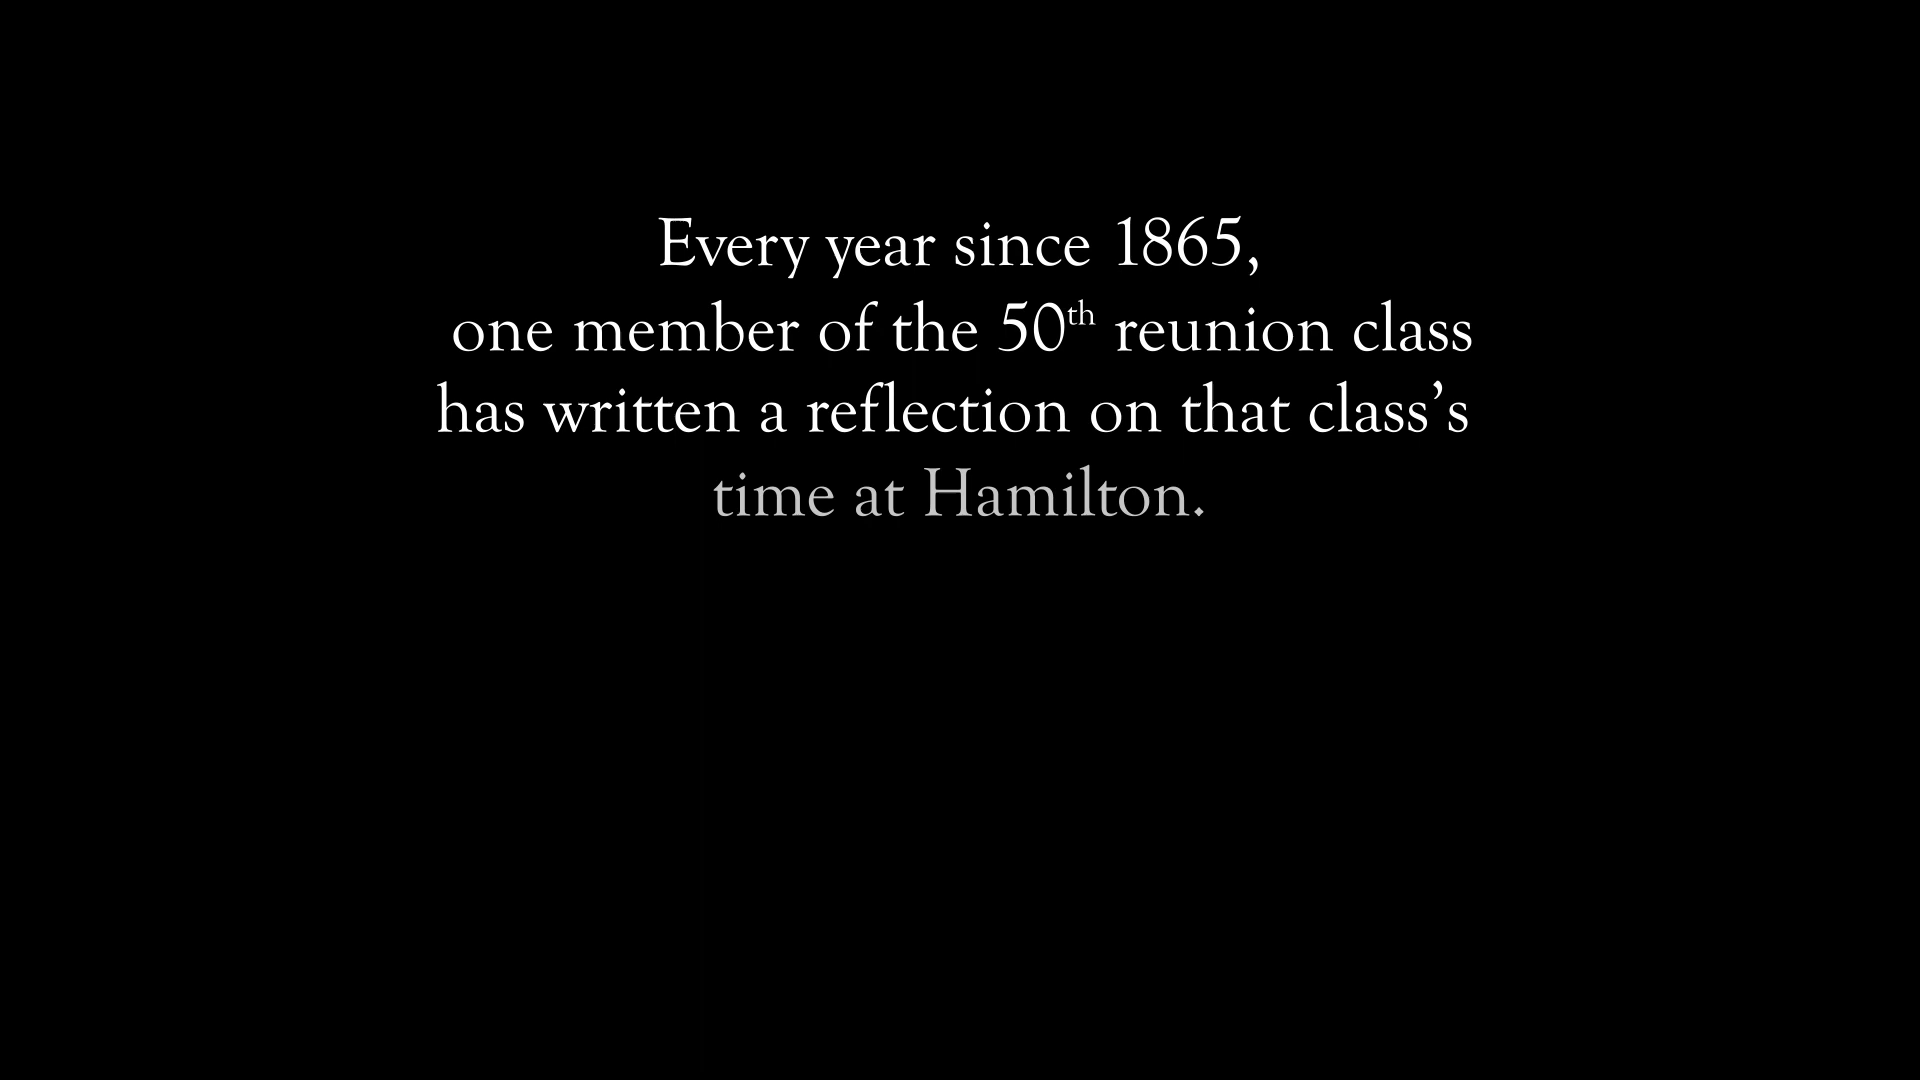 Every year since 1865,
one member of the 50th reunion class
has written a reflection on that class’s
time at Hamilton.